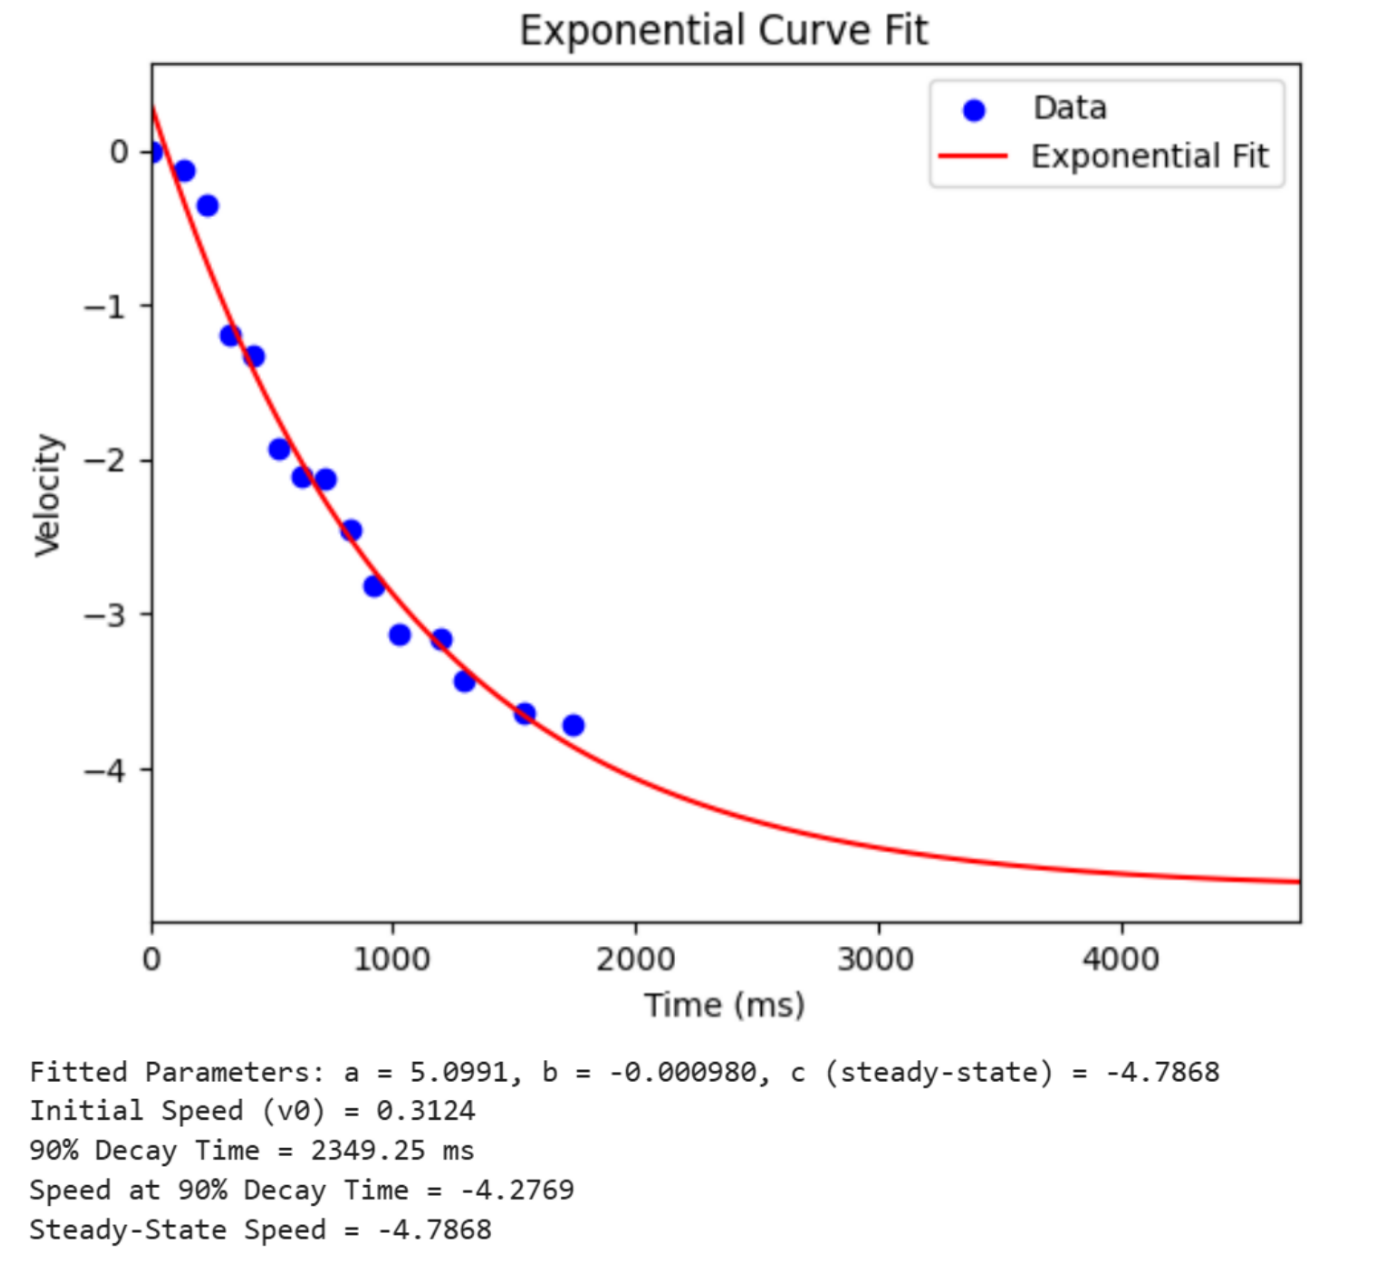 Exponential Curve Fit
Data
Exponential Fit
0
−1
−2
−3
−4
Velocity
0 1000 2000 3000 4000
Time (ms)
Fitted Parameters: a = 5.0991, b = -0.000980, c (steady-state) = -4.7868
Initial Speed (v0) = 0.3124
90% Decay Time = 2349.25 ms
Speed at 90% Decay Time = -4.2769
Steady-State Speed = -4.7868